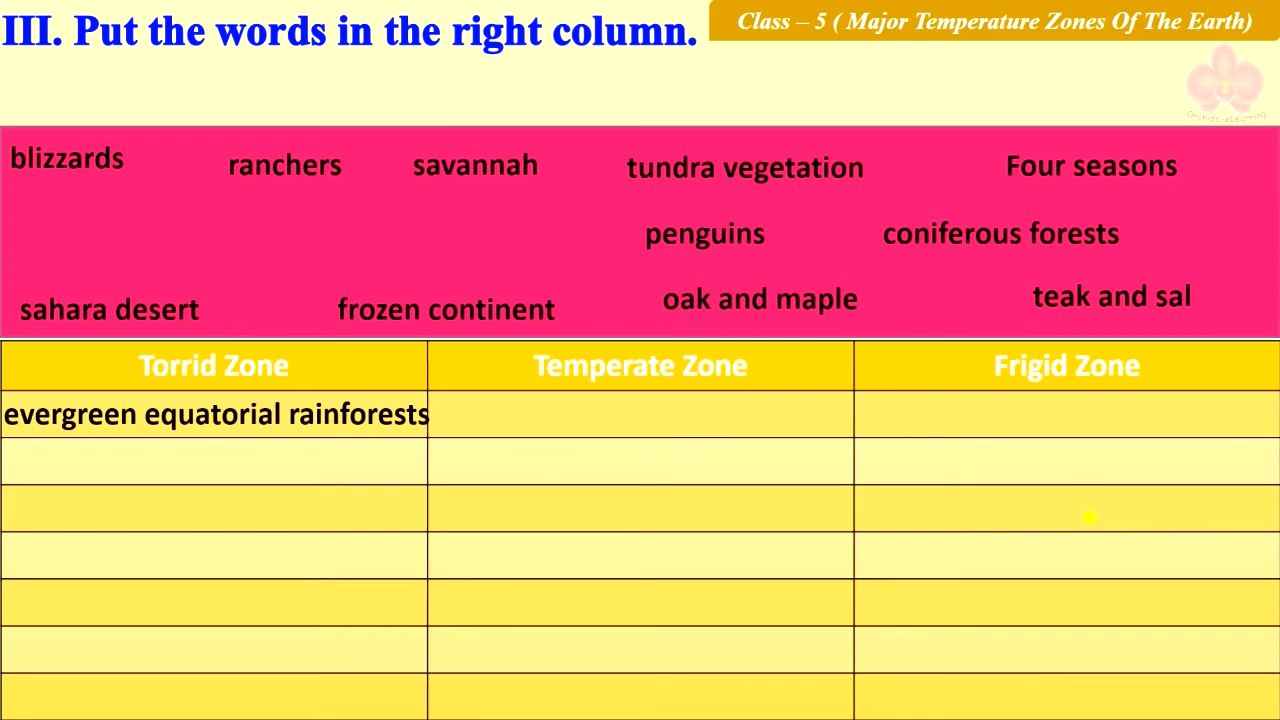 III. Put the words in the right column.
Class – 5 ( Major Temperature Zones Of The Earth)
Orchids-eLearning
blizzards ranchers savannah tundra vegetation Four seasons
penguins coniferous forests
sahara desert frozen continent oak and maple teak and sal
Torrid Zone Temperate Zone Frigid Zone
evergreen equatorial rainforests